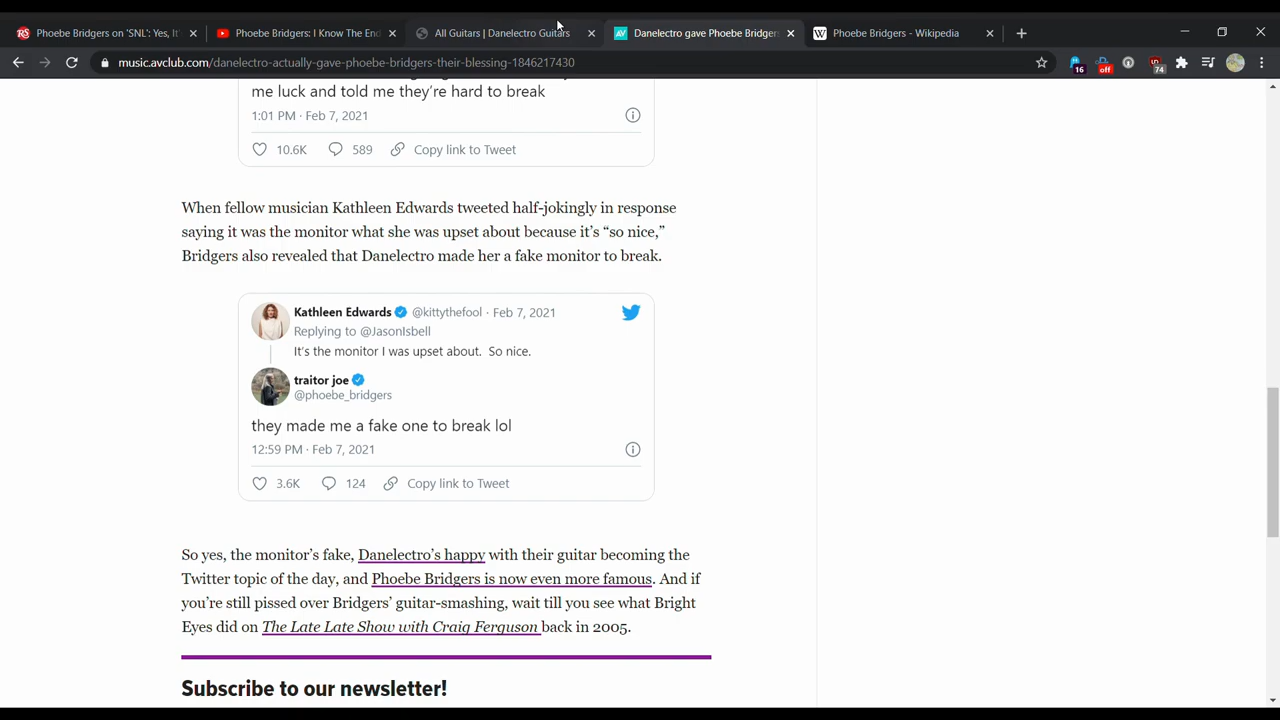 Phoebe Bridgers on 'SNL': Yes, It'
Phoebe Bridgers: I Know The End
All Guitars | Danelectro Guitars
AV
Danelectro gave Phoebe Bridgers
W
Phoebe Bridgers - Wikipedia
music.avclub.com/danelectro-actually-gave-phoebe-bridgers-their-blessing-1846217430
16
off
74
me luck and told me they're hard to break
1:01 PM · Feb 7, 2021
10.6K
589
Copy link to Tweet
When fellow musician Kathleen Edwards tweeted half-jokingly in response
saying it was the monitor what she was upset about because it's “so nice,”
Bridgers also revealed that Danelectro made her a fake monitor to break.
Kathleen Edwards @kittythefool · Feb 7, 2021
Replying to @JasonIsbell
It's the monitor I was upset about. So nice.
traitor joe
@phoebe_bridgers
they made me a fake one to break lol
12:59 PM · Feb 7, 2021
3.6K
124
Copy link to Tweet
So yes, the monitor's fake, Danelectro's happy with their guitar becoming the
Twitter topic of the day, and Phoebe Bridgers is now even more famous. And if
you're still pissed over Bridgers' guitar-smashing, wait till you see what Bright
Eyes did on The Late Late Show with Craig Ferguson back in 2005.
Subscribe to our newsletter!